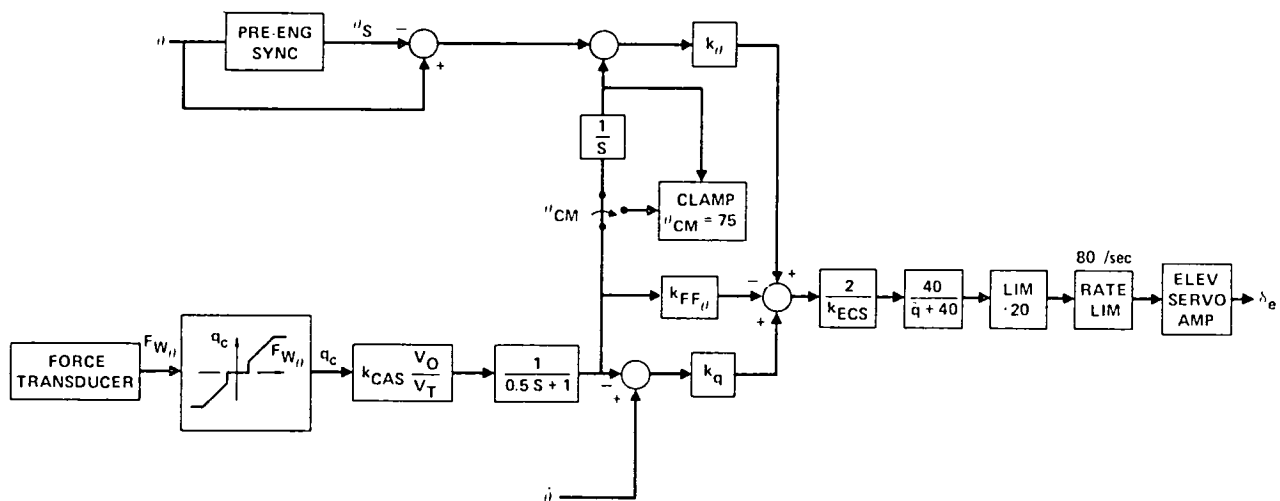 θ
PRE-ENG
SYNC
θS
−
+
kθ
1
S
θCM
CLAMP
θCM = 75
kFFθ
−
+
+
2
kECS
40
q + 40
LIM
20
80 /sec
RATE
LIM
ELEV
SERVO
AMP
δe
FORCE
TRANSDUCER
FWθ
qc
FWθ
qc
kCAS VO
VT
1
0.5 S + 1
−
+
kq
θ̇